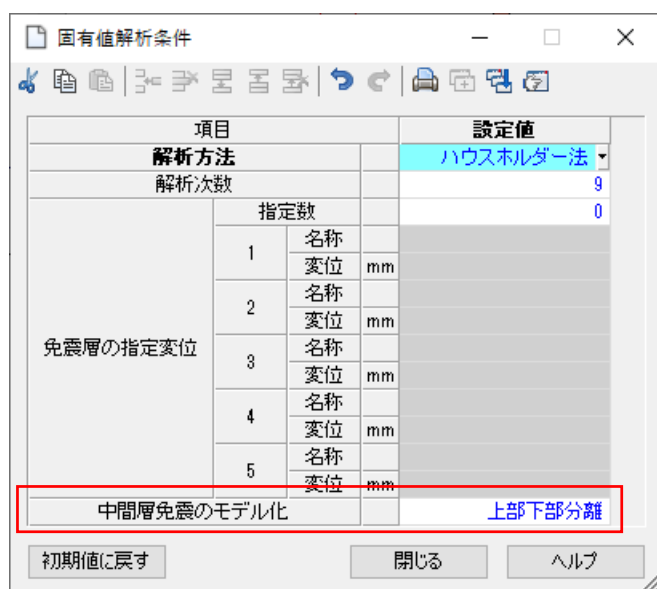 固有値解析条件
項目 設定値
解析方法 ハウスホルダー法
解析次数 9
免震層の指定変位 指定数 0
1 名称
変位 mm
2 名称
変位 mm
3 名称
変位 mm
4 名称
変位 mm
5 名称
変位 mm
中間層免震のモデル化 上部下部分離
初期値に戻す 閉じる ヘルプ